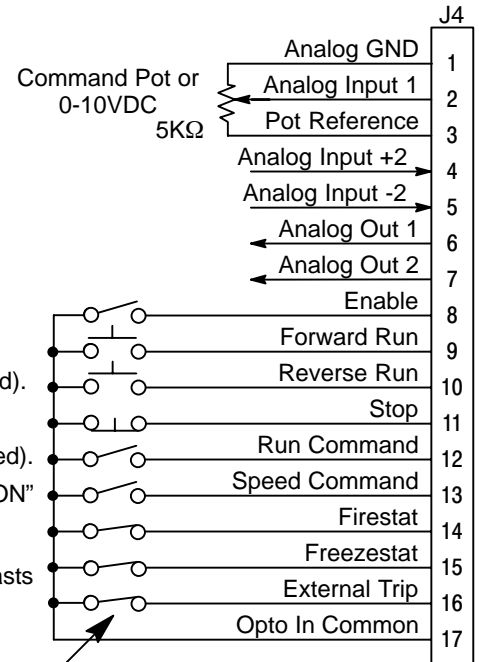 J4
Analog GND 1
Command Pot or
0-10VDC
5KΩ
Analog Input 1 2
Pot Reference 3
Analog Input +2 4
Analog Input -2 5
Analog Out 1 6
Analog Out 2 7
Enable 8
Forward Run 9
Reverse Run 10
d).
Stop 11
Run Command 12
ed).
Speed Command 13
ON"
Firestat 14
Freezestat 15
asts
External Trip 16
Opto In Common 17